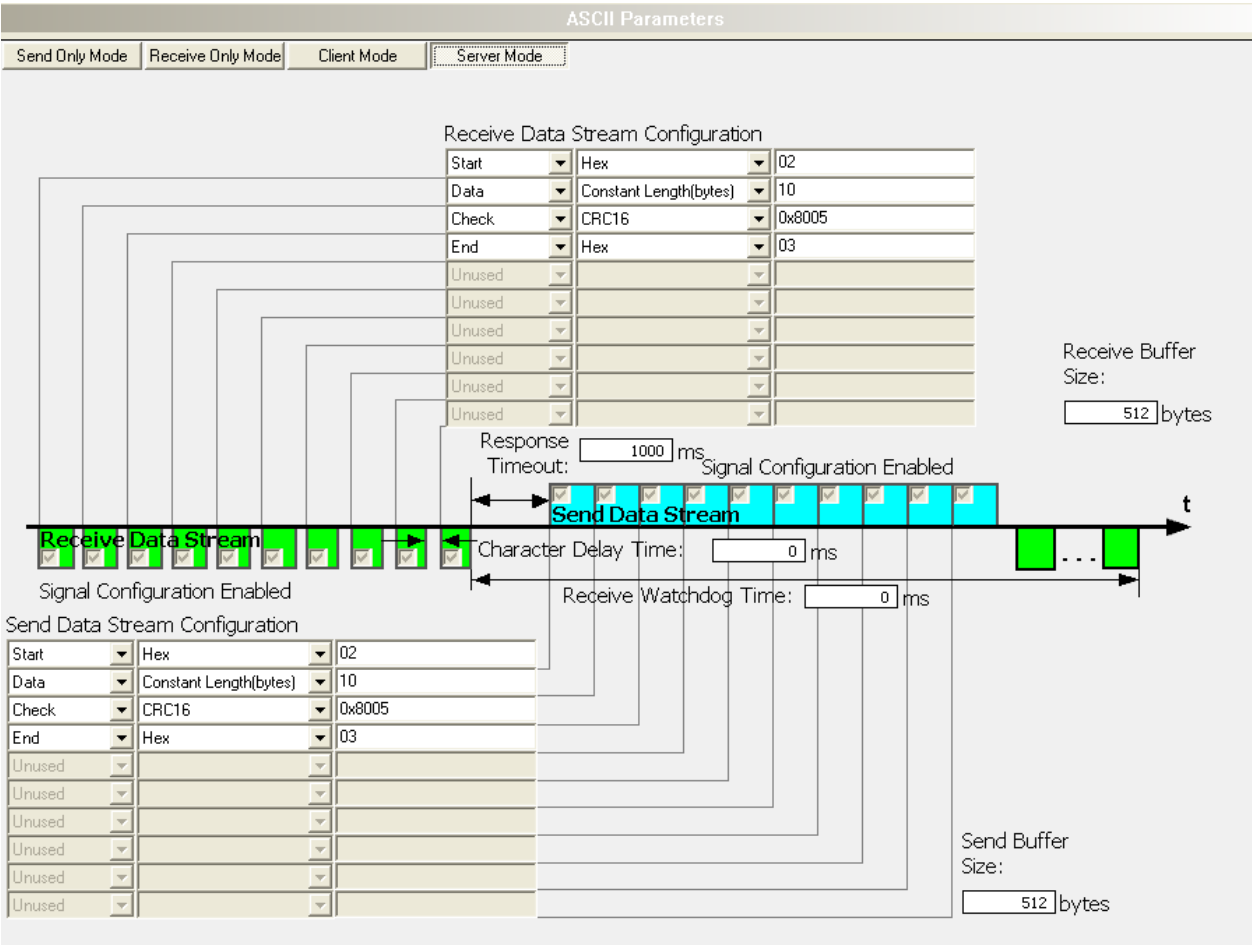 ASCII Parameters
Send Only Mode Receive Only Mode Client Mode Server Mode
Receive Data Stream Configuration
Start Hex 02
Data Constant Length(bytes) 10
Check CRC16 0x8005
End Hex 03
Unused
Unused
Unused
Unused
Unused
Unused
Receive Buffer
Size:
512 bytes
Response
Timeout: 1000 ms
Signal Configuration Enabled
Send Data Stream
t
Receive Data Stream
Character Delay Time: 0 ms
...
Signal Configuration Enabled
Receive Watchdog Time: 0 ms
Send Data Stream Configuration
Start Hex 02
Data Constant Length(bytes) 10
Check CRC16 0x8005
End Hex 03
Unused
Unused
Unused
Unused
Unused
Unused
Send Buffer
Size:
512 bytes